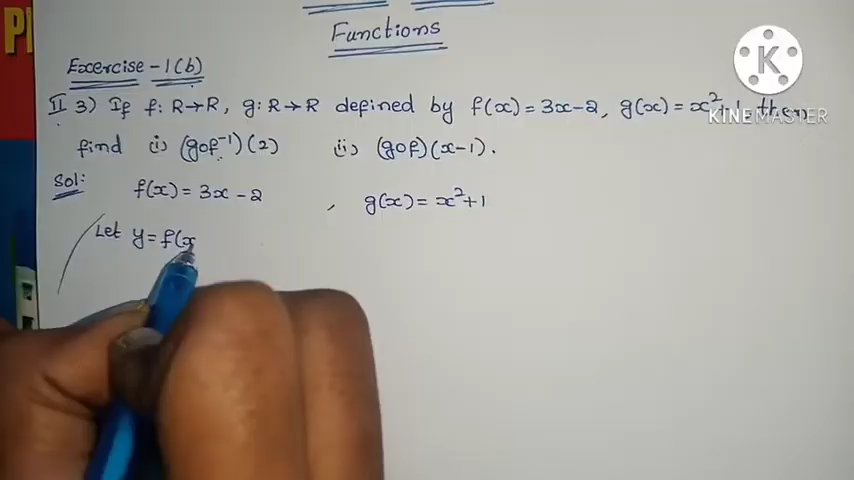 Functions
Exercise-1(b)
II 3) If f: R→R, g: R→R defined by f(x) = 3x-2, g(x) = x²+1, then
find (i) (gof⁻¹)(2) (ii) (gof)(x-1).
Sol: f(x) = 3x-2, g(x) = x²+1
Let y = f(x
K
KINEMASTER